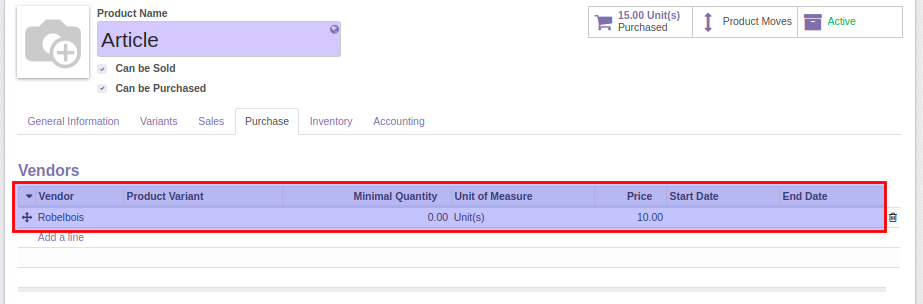 Product Name
Article
Can be Sold
Can be Purchased
15.00 Unit(s)
Purchased
Product Moves
Active
General Information Variants Sales Purchase Inventory Accounting
Vendors
Vendor Product Variant Minimal Quantity Unit of Measure Price Start Date End Date
Robelbois 0.00 Unit(s) 10.00
Add a line